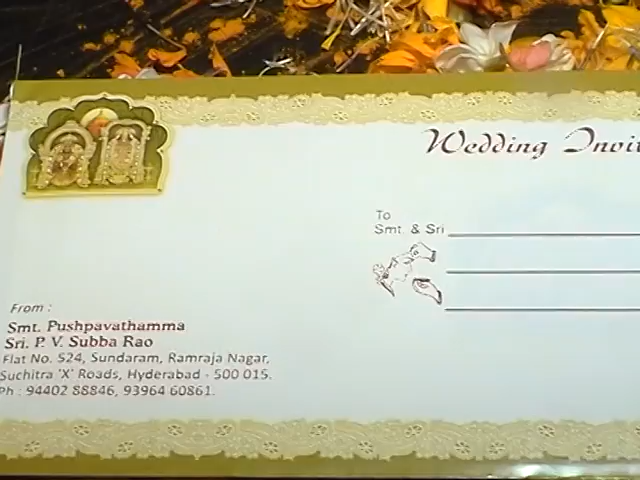 Wedding Invi
To
Smt. & Sri
From :
Smt. Pushpavathamma
Sri. P. V. Subba Rao
Flat No. 524, Sundaram, Ramraja Nagar,
Suchitra 'X' Roads, Hyderabad - 500 015.
Ph : 94402 88846, 93964 60861.